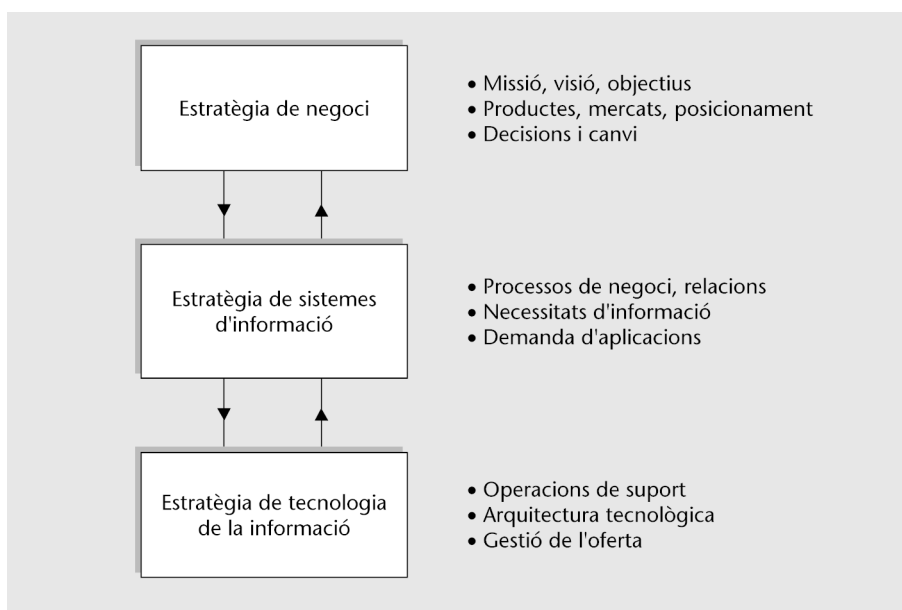 Estratègia de negoci
• Missió, visió, objectius
• Productes, mercats, posicionament
• Decisions i canvi
Estratègia de sistemes
d'informació
• Processos de negoci, relacions
• Necessitats d'informació
• Demanda d'aplicacions
Estratègia de tecnologia
de la informació
• Operacions de suport
• Arquitectura tecnològica
• Gestió de l'oferta